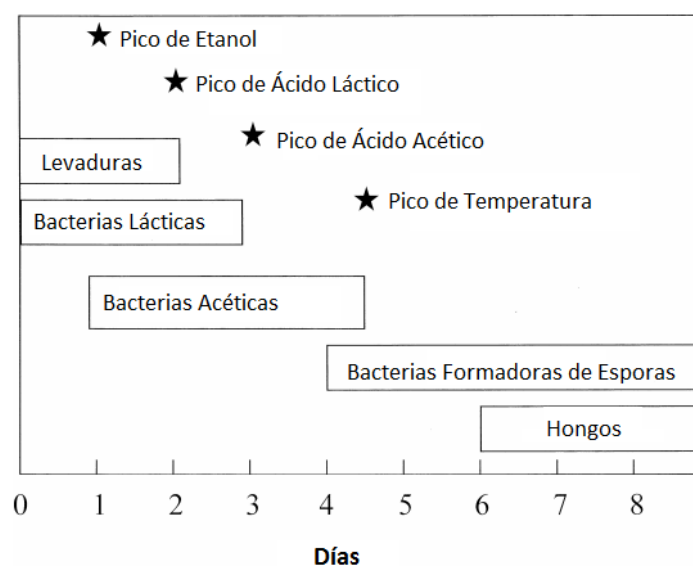 Pico de Etanol
Pico de Ácido Láctico
Pico de Ácido Acético
Levaduras
Pico de Temperatura
Bacterias Lácticas
Bacterias Acéticas
Bacterias Formadoras de Esporas
Hongos
0 1 2 3 4 5 6 7 8
Días